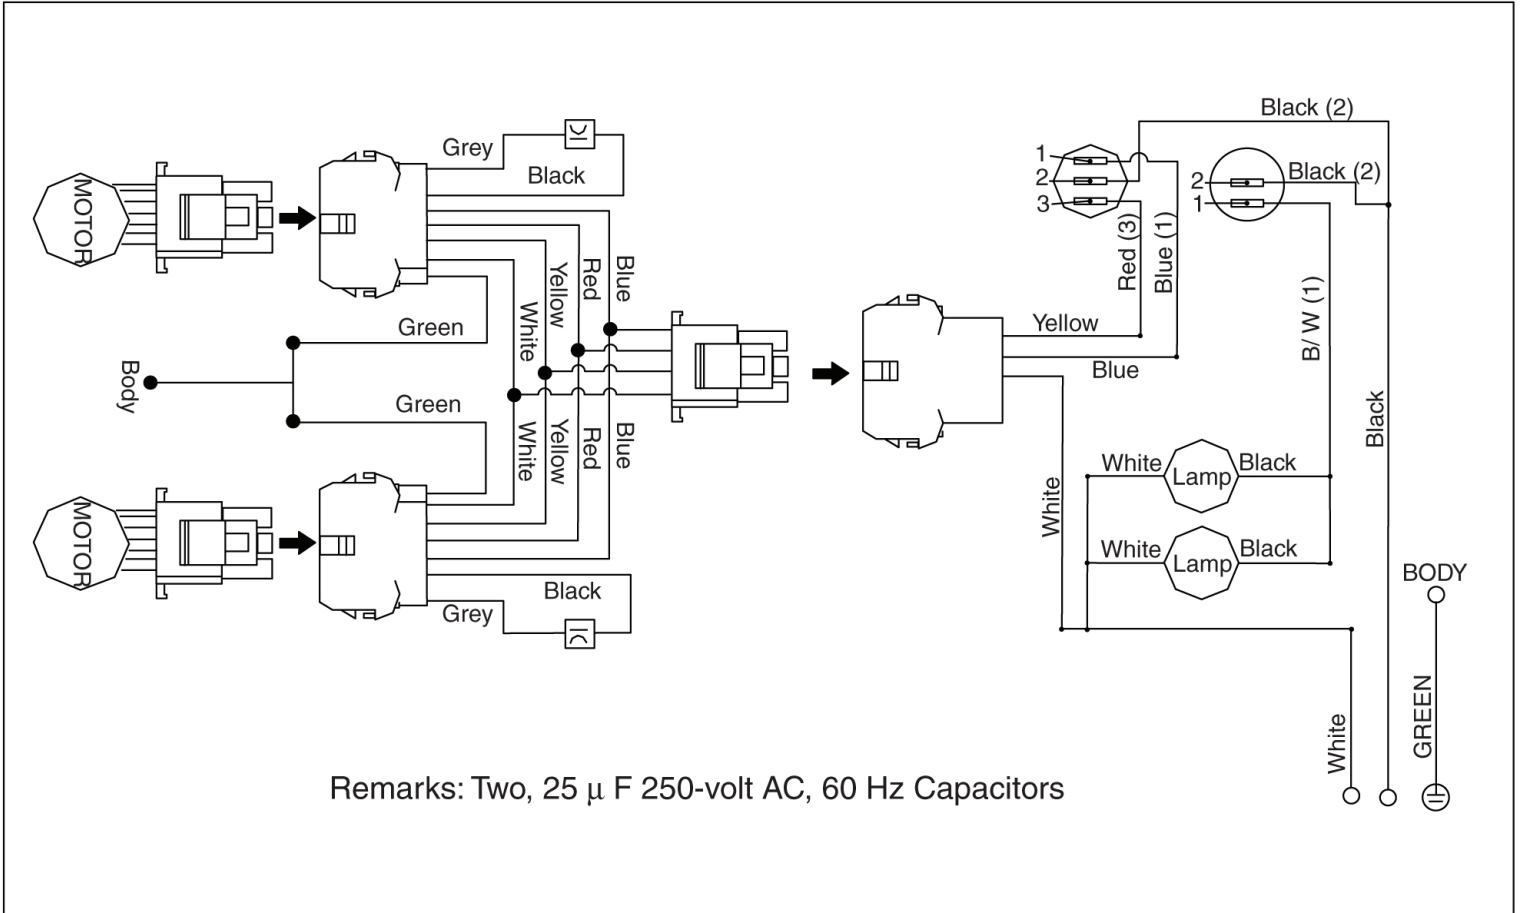 Black (2)
Grey
1
Black
2
Black (2)
2
3
1
MOTOR
Red (3)
Blue (1)
Blue
Red
Yellow
White
B/ W (1)
Green
Yellow
Body
Blue
Green
Black
White
Yellow
Red
Blue
White
Lamp
Black
White
MOTOR
White
Lamp
Black
BODY
Black
Grey
GREEN
White
Remarks: Two, 25 μ F 250-volt AC, 60 Hz Capacitors